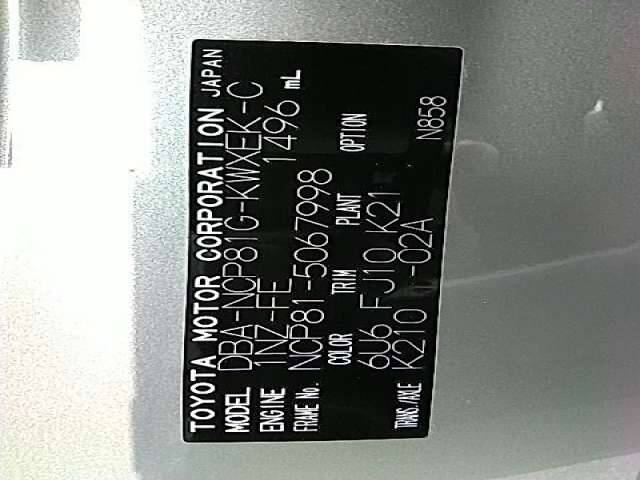 TOYOTA MOTOR CORPORATION JAPAN
MODEL DBA-NCP81G-KWXEK-C
ENGINE 1NZ-FE 1496 mL
FRAME No. NCP81-5067998
COLOR TRIM PLANT OPTION
6U6 FJ10 K21
TRANS./AXLE K210 -02A N858